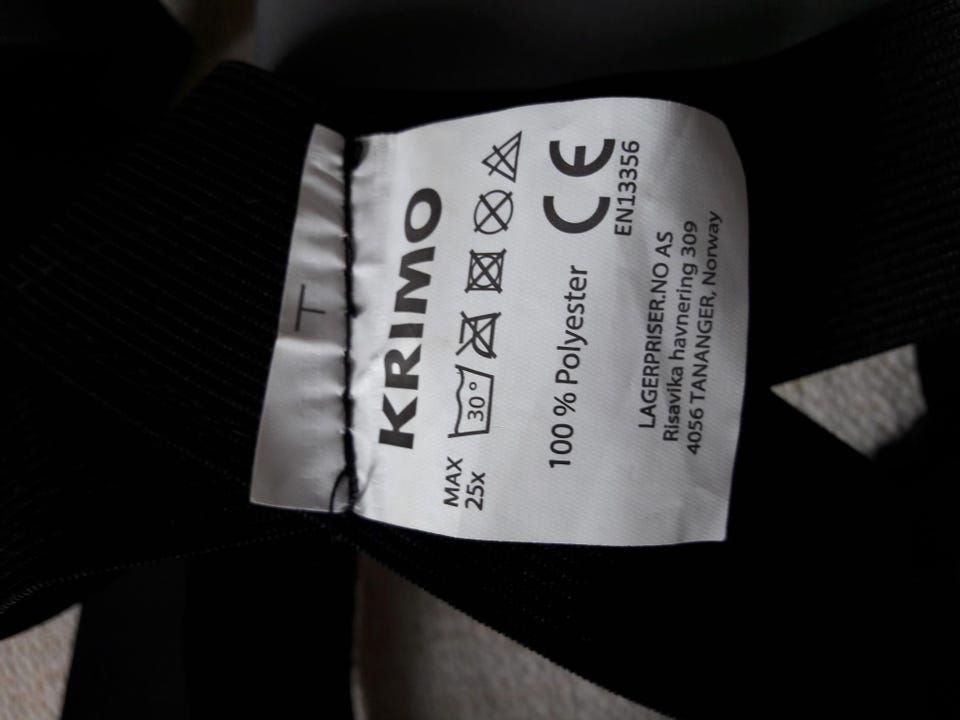 KRIMO
MAX
25X
30°
100 % Polyester
CE
EN13356
LAGERPRISER.NO AS
Risavika havnering 309
4056 TANANGER, Norway